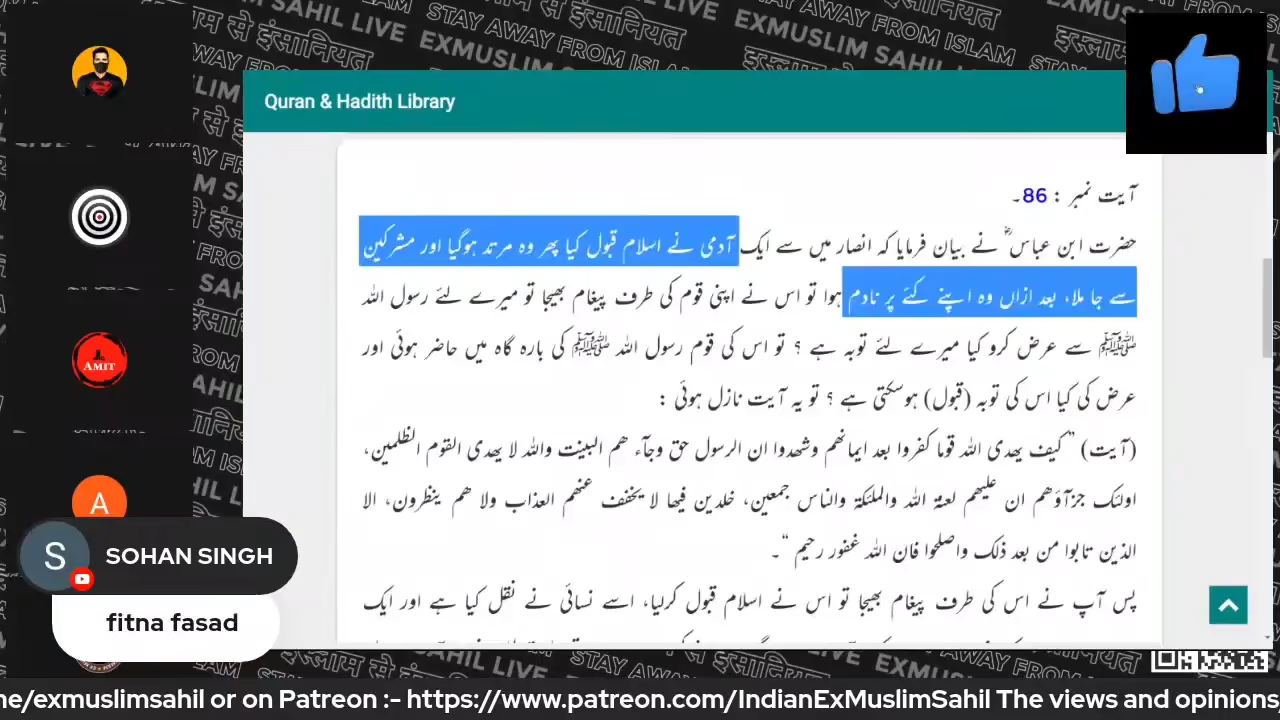 Quran & Hadith Library
آیت نمبر : 86۔
حضرت ابن عباسؓ نے بیان فرمایا کہ انصار میں سے ایک آدمی نے اسلام قبول کیا پھر وہ مرتد ہوگیا اور مشرکین
سے جا ملا، بعد ازاں وہ اپنے کئے پر نادم ہوا تو اس نے اپنی قوم کی طرف پیغام بھیجا تو میرے لئے رسول اللہ
ﷺ سے عرض کرو کیا میرے لئے توبہ ہے ؟ تو اس کی قوم رسول اللہ ﷺ کی بارہ گاہ میں حاضر ہوئی اور
عرض کی کیا اس کی توبہ (قبول) ہوسکتی ہے ؟ تو یہ آیت نازل ہوئی :
(آیت) ” کیف یھدی اللہ قوما کفروا بعد ایمانھم وشھدوا ان الرسول حق وجآء ھم البینت واللہ لا یھدی القوم الظلمین،
اولئک جزآؤھم ان علیھم لعنۃ اللہ والملئکۃ والناس جمعین، خلدین فیھا لا یخفف عنھم العذاب ولا ھم ینظرون، الا
الذین تابوا من بعد ذلک واصلحوا فان اللہ غفور رحیم “۔
پس آپ نے اس کی طرف پیغام بھیجا تو اس نے اسلام قبول کرلیا، اسے نسائی نے نقل کیا ہے اور ایک
AMIT
A
S
SOHAN SINGH
fitna fasad
ne/exmuslimsahil or on Patreon :- https://www.patreon.com/IndianExMuslimSahil The views and opinions
EXMUSLIM SAHIL LIVE
STAY AWAY FROM ISLAM
इस्लाम से इंसानियत